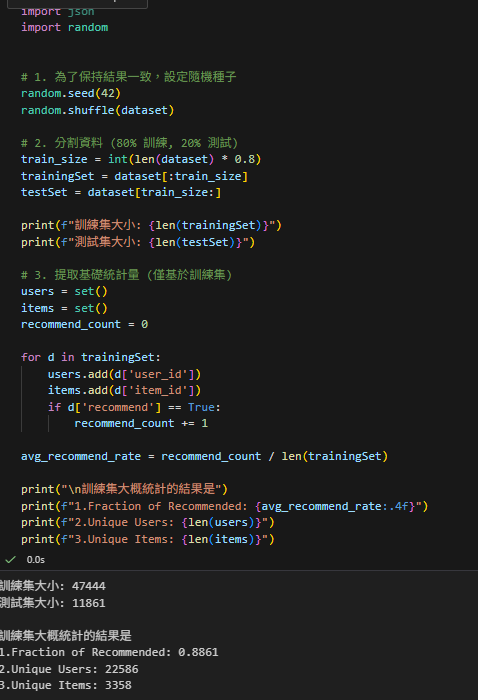 import json
import random
# 1. 為了保持結果一致，設定隨機種子
random.seed(42)
random.shuffle(dataset)
# 2. 分割資料 (80% 訓練, 20% 測試)
train_size = int(len(dataset) * 0.8)
trainingSet = dataset[:train_size]
testSet = dataset[train_size:]
print(f"訓練集大小: {len(trainingSet)}")
print(f"測試集大小: {len(testSet)}")
# 3. 提取基礎統計量 (僅基於訓練集)
users = set()
items = set()
recommend_count = 0
for d in trainingSet:
    users.add(d['user_id'])
    items.add(d['item_id'])
    if d['recommend'] == True:
        recommend_count += 1
avg_recommend_rate = recommend_count / len(trainingSet)
print("\n訓練集大概統計的結果是")
print(f"1.Fraction of Recommended: {avg_recommend_rate:.4f}")
print(f"2.Unique Users: {len(users)}")
print(f"3.Unique Items: {len(items)}")
0.0s
訓練集大小: 47444
測試集大小: 11861
訓練集大概統計的結果是
1.Fraction of Recommended: 0.8861
2.Unique Users: 22586
3.Unique Items: 3358